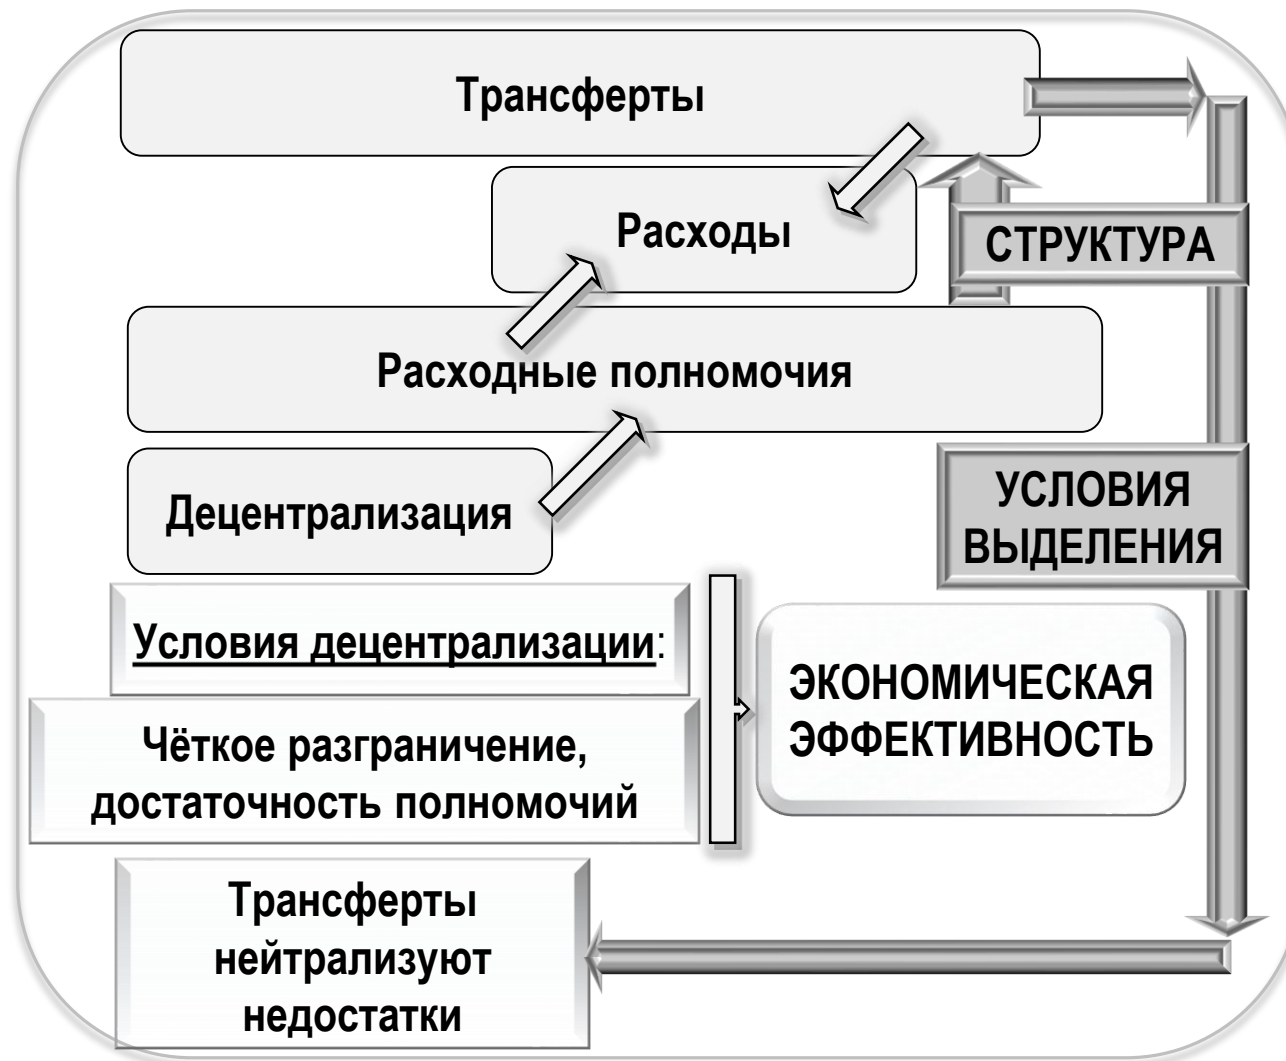 Трансферты
Расходы
СТРУКТУРА
Расходные полномочия
Децентрализация
УСЛОВИЯ
ВЫДЕЛЕНИЯ
Условия децентрализации:
Чёткое разграничение,
достаточность полномочий
ЭКОНОМИЧЕСКАЯ
ЭФФЕКТИВНОСТЬ
Трансферты
нейтрализуют
недостатки